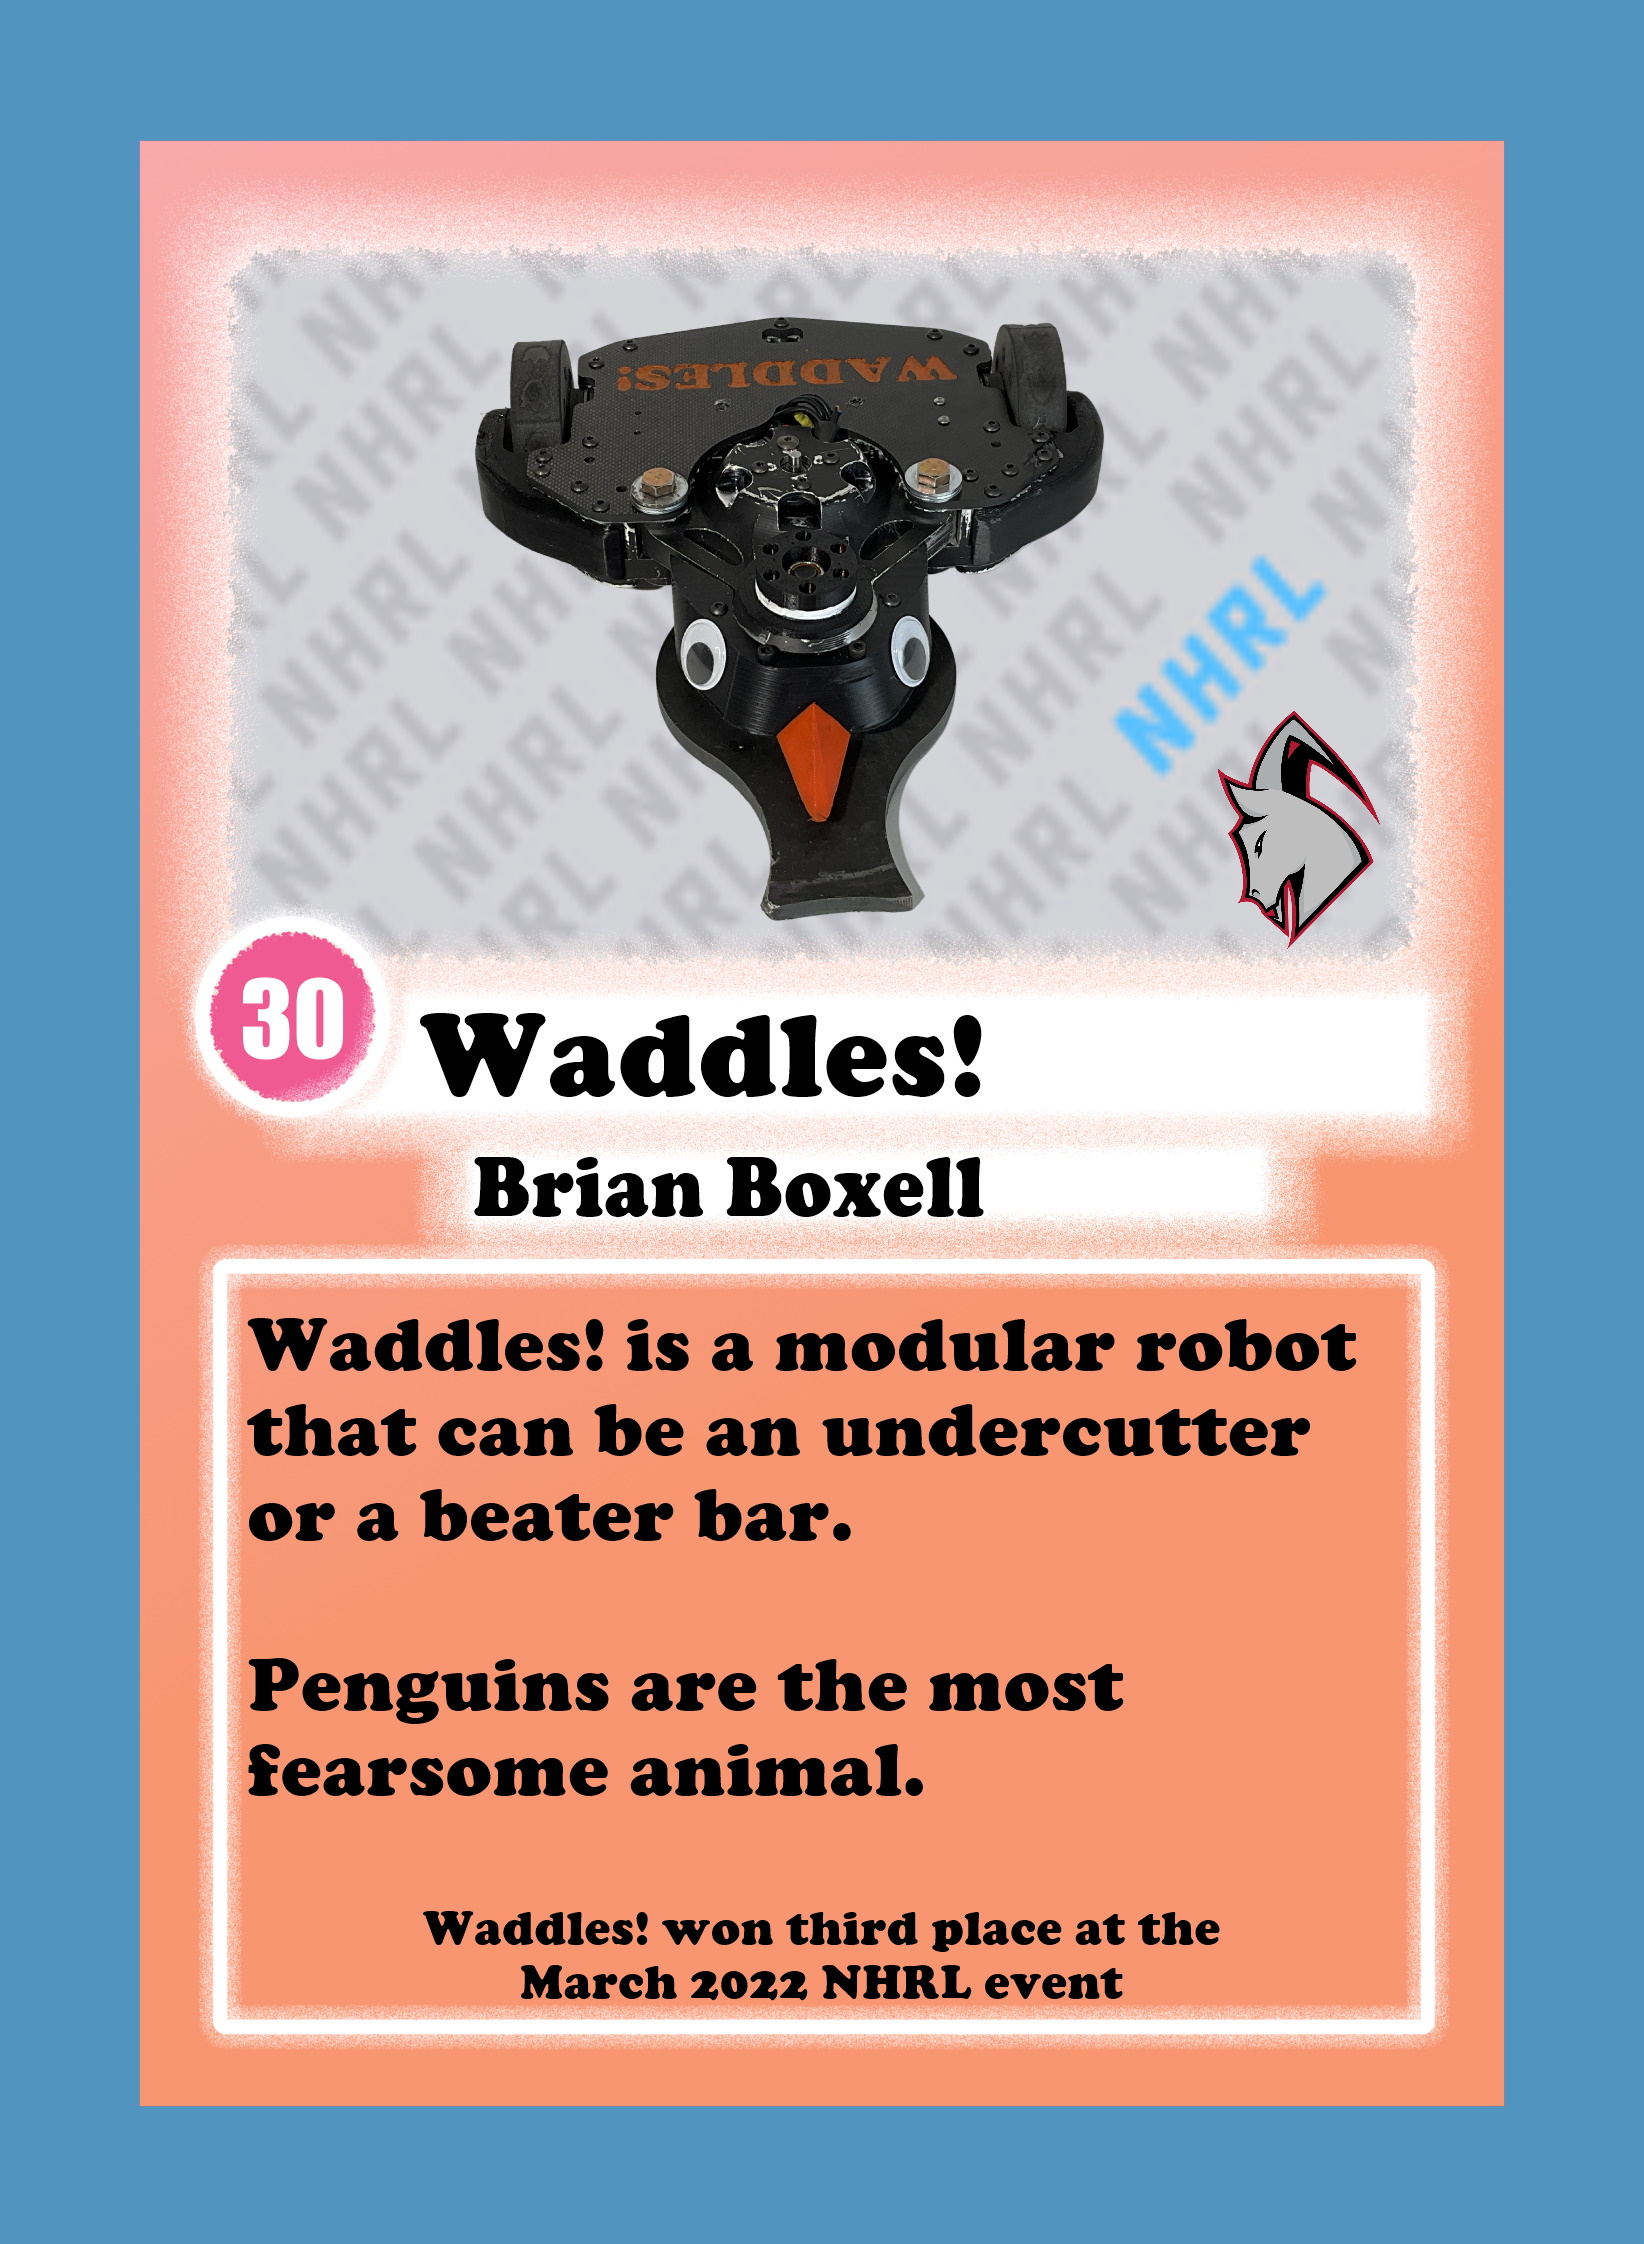 WADDLES!
NHRL
30
Waddles!
Brian Boxell
Waddles! is a modular robot
that can be an undercutter
or a beater bar.
Penguins are the most
fearsome animal.
Waddles! won third place at the
March 2022 NHRL event